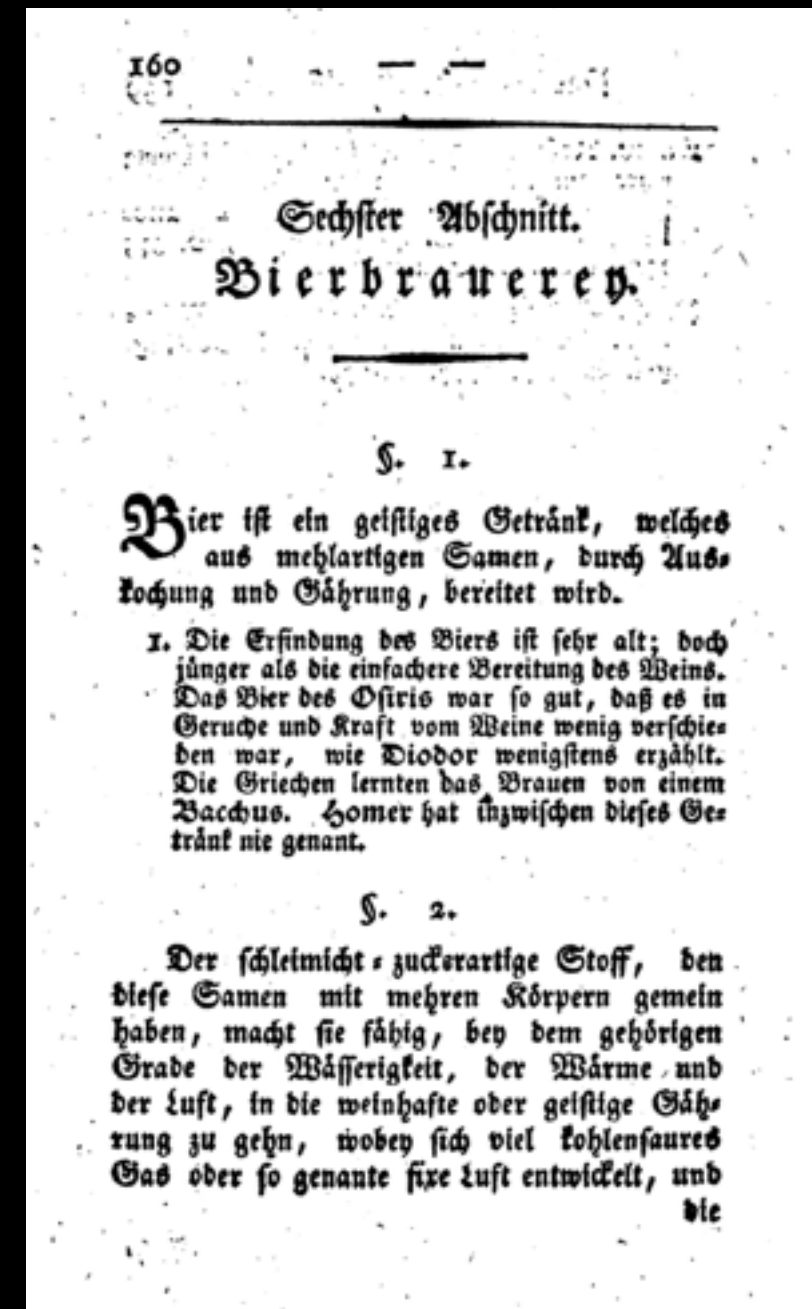 160 — —
Sechster Abschnitt.
Bierbrauerey.
§. 1.
Bier ist ein geistiges Getränk, welches
aus mehlartigen Samen, durch Aus-
kochung und Gährung, bereitet wird.
1. Die Erfindung des Biers ist sehr alt; doch
jünger als die einfachere Bereitung des Weins.
Das Bier des Osiris war so gut, daß es in
Geruche und Kraft vom Weine wenig verschie-
den war, wie Diodor wenigstens erzählt.
Die Griechen lernten das Brauen von einem
Bacchus. Homer hat inzwischen dieses Ge-
tränk nie genant.
§. 2.
Der schleimicht-zuckerartige Stoff, den
diese Samen mit mehren Körpern gemein
haben, macht sie fähig, bey dem gehörigen
Grade der Wässerigkeit, der Wärme und
der Luft, in die weinhafte oder geistige Gäh-
rung zu gehn, wobey sich viel kohlensaures
Gas oder so genante fixe Luft entwickelt, und
die